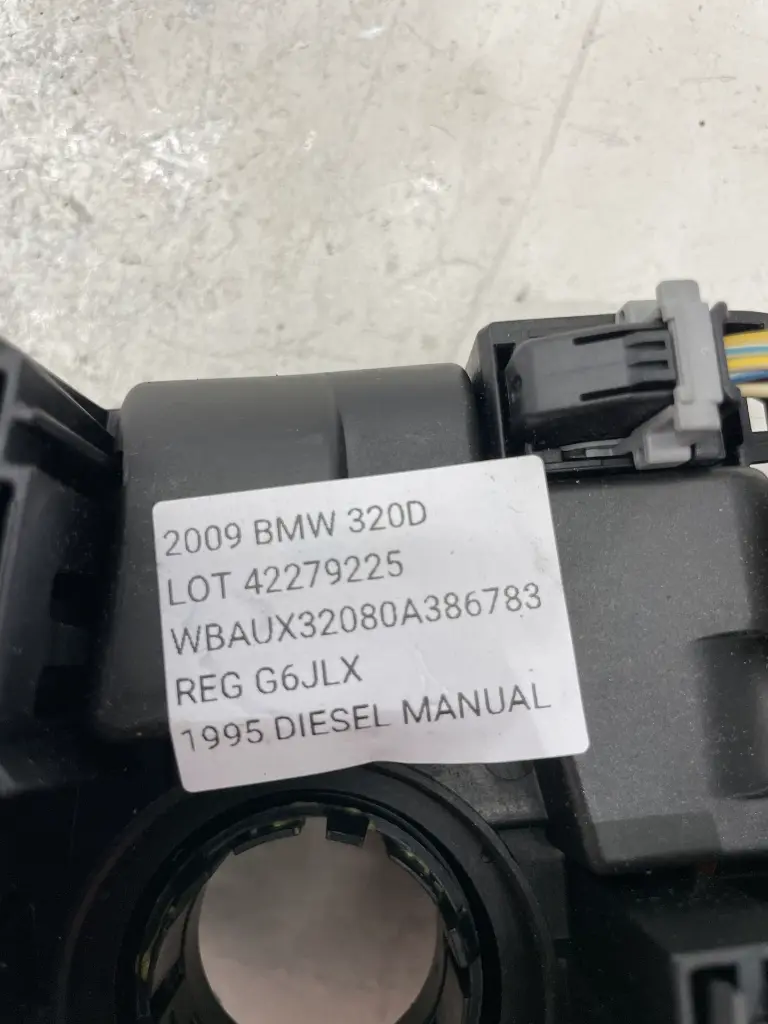 2009 BMW 320D
LOT 42279225
WBAUX32080A386783
REG G6JLX
1995 DIESEL MANUAL